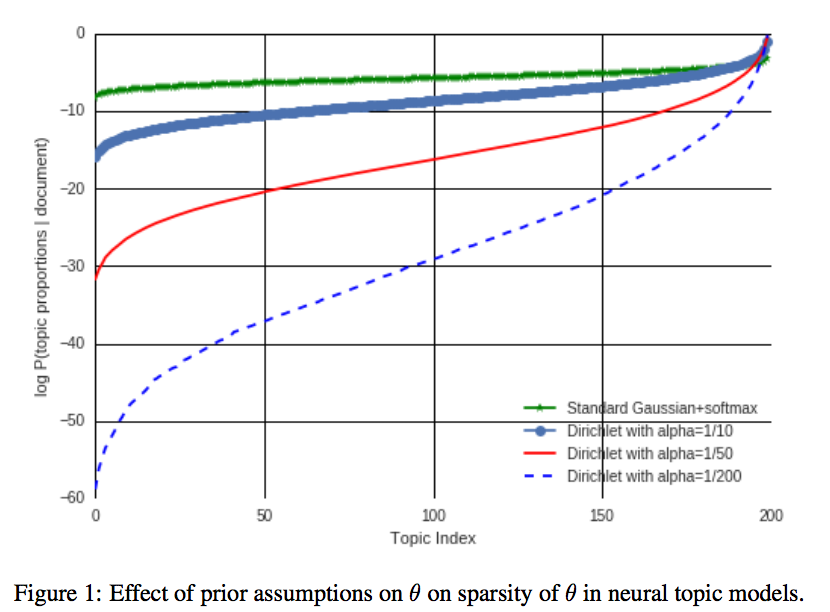 0
−10
−20
−30
−40
−50
−60
log P(topic proportions | document)
Standard Gaussian+softmax
Dirichlet with alpha=1/10
Dirichlet with alpha=1/50
Dirichlet with alpha=1/200
0 50 100 150 200
Topic Index
Figure 1: Effect of prior assumptions on θ on sparsity of θ in neural topic models.